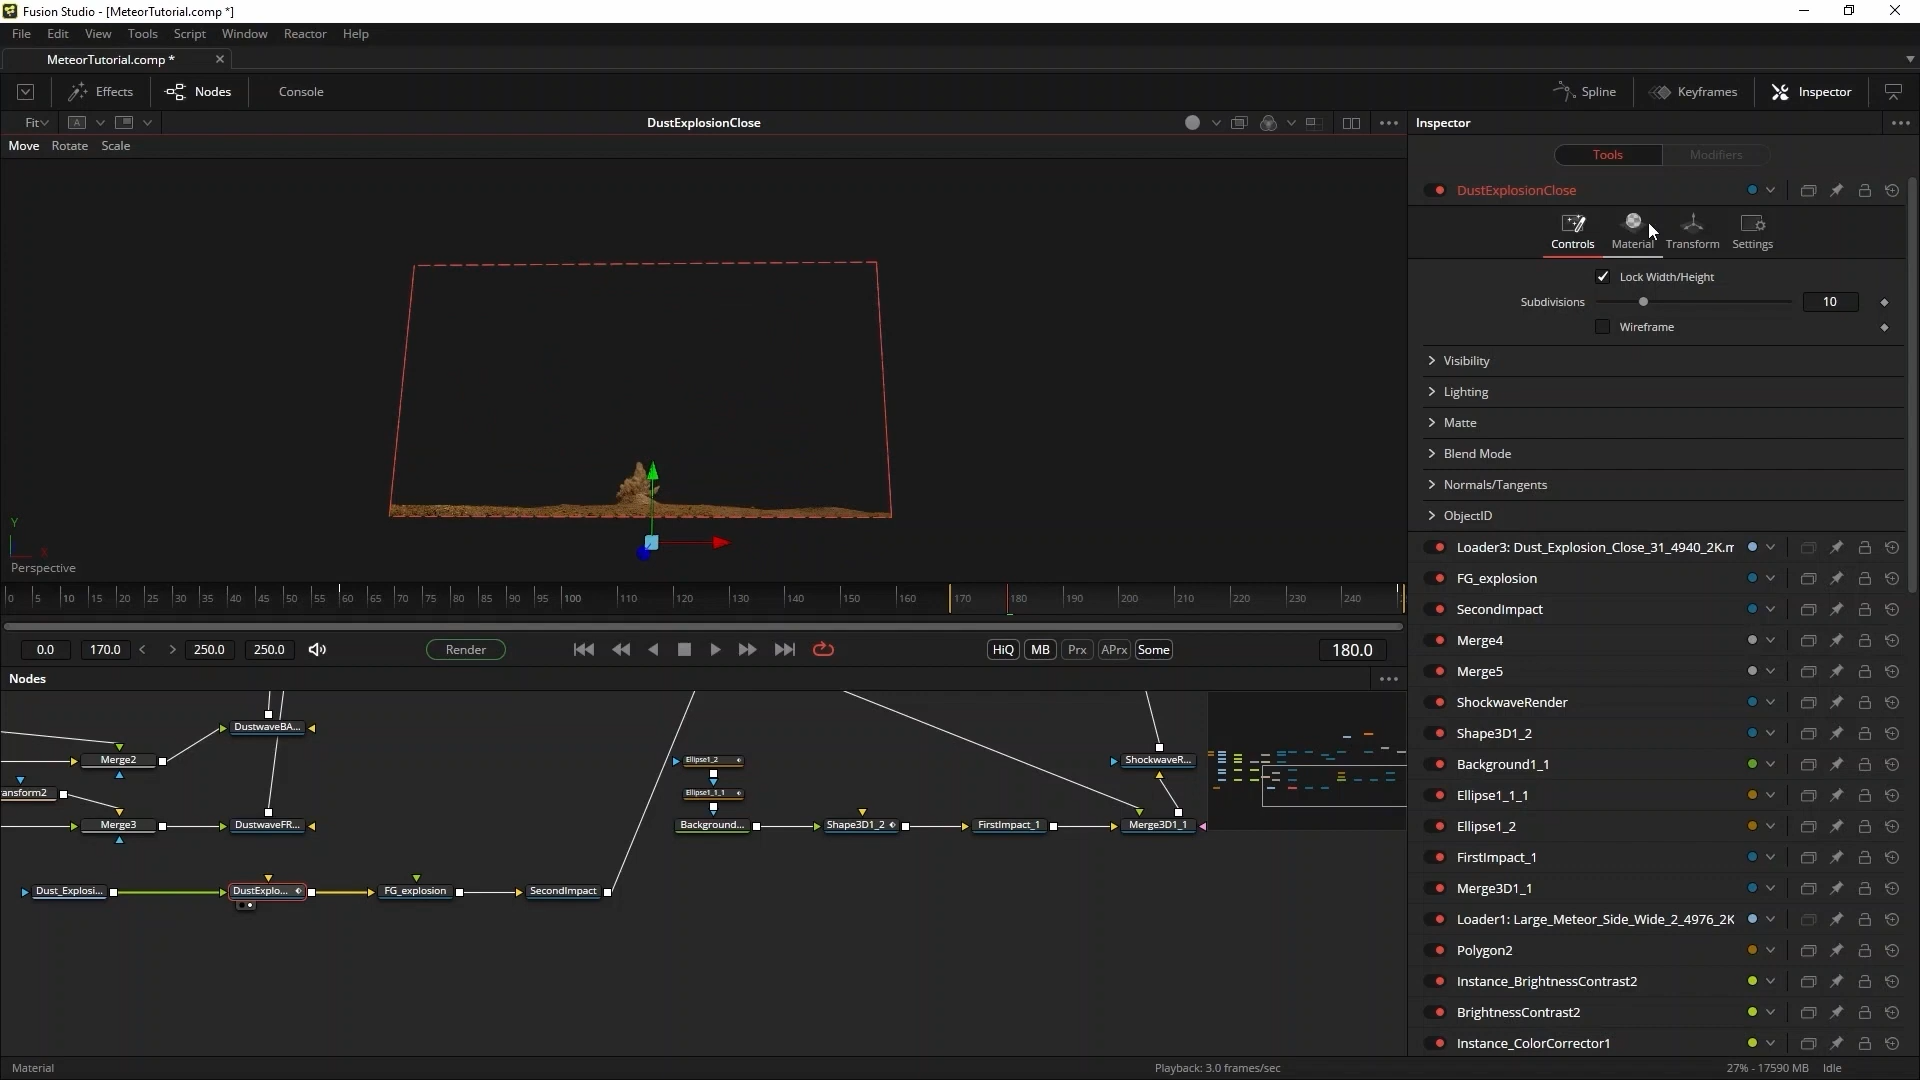 Fusion Studio - [MeteorTutorial.comp *]
File Edit View Tools Script Window Reactor Help
MeteorTutorial.comp *
Effects Nodes Console Spline Keyframes Inspector
Fit A DustExplosionClose Inspector
Move Rotate Scale
Tools Modifiers
DustExplosionClose
Controls Material Transform Settings
Lock Width/Height
Subdivisions 10
Wireframe
Visibility
Lighting
Matte
Blend Mode
Normals/Tangents
ObjectID
Y
X
Perspective
0 5 10 15 20 25 30 35 40 45 50 55 60 65 70 75 80 85 90 95 100 110 120 130 140 150 160 170 180 190 200 210 220 230 240
0.0 170.0 < > 250.0 250.0 Render HiQ MB Prx APrx Some 180.0
Nodes
DustwaveBA...
Merge2
ansform2
Merge3
DustwaveFR...
Dust_Explosi...
DustExplo...
FG_explosion
SecondImpact
Ellipse1_2
Ellipse1_1_1
Background...
Shape3D1_2
FirstImpact_1
Merge3D1_1
ShockwaveR...
Loader3: Dust_Explosion_Close_31_4940_2K.m
FG_explosion
SecondImpact
Merge4
Merge5
ShockwaveRender
Shape3D1_2
Background1_1
Ellipse1_1_1
Ellipse1_2
FirstImpact_1
Merge3D1_1
Loader1: Large_Meteor_Side_Wide_2_4976_2K
Polygon2
Instance_BrightnessContrast2
BrightnessContrast2
Instance_ColorCorrector1
Material Playback: 3.0 frames/sec 27% - 17590 MB Idle